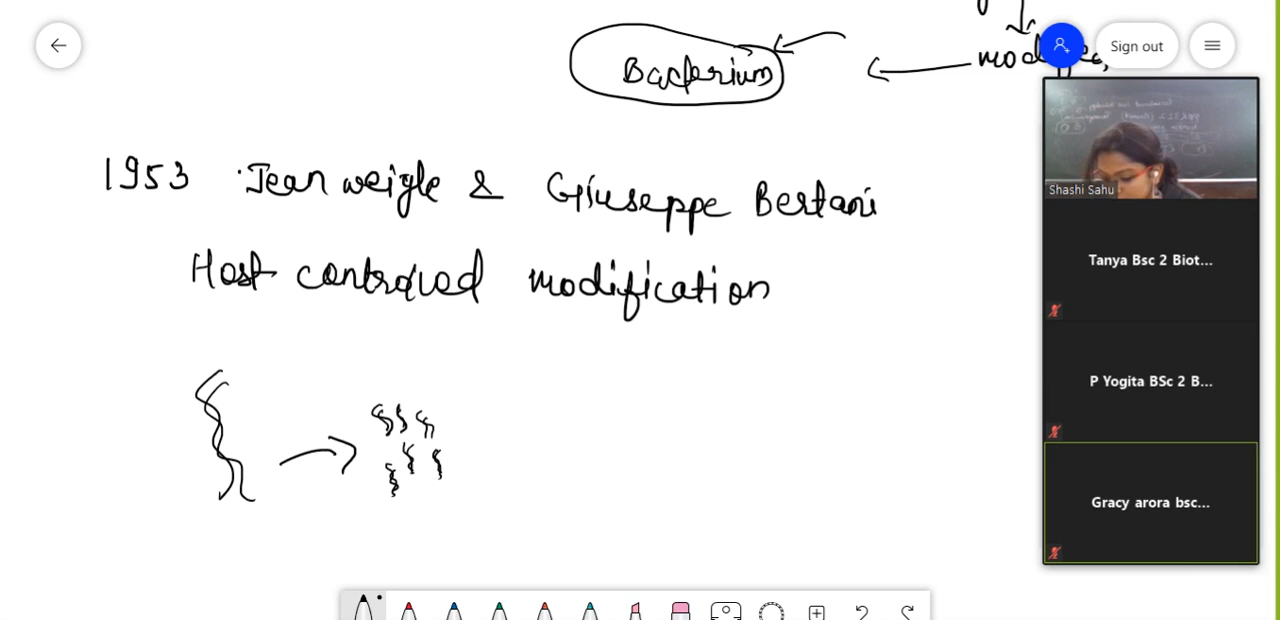 Sign out
Bacterium
Shashi Sahu
1953 Jean weigle & Giuseppe Bertani
Tanya Bsc 2 Biot...
Host controled modification
P Yogita BSc 2 B...
Gracy arora bsc...